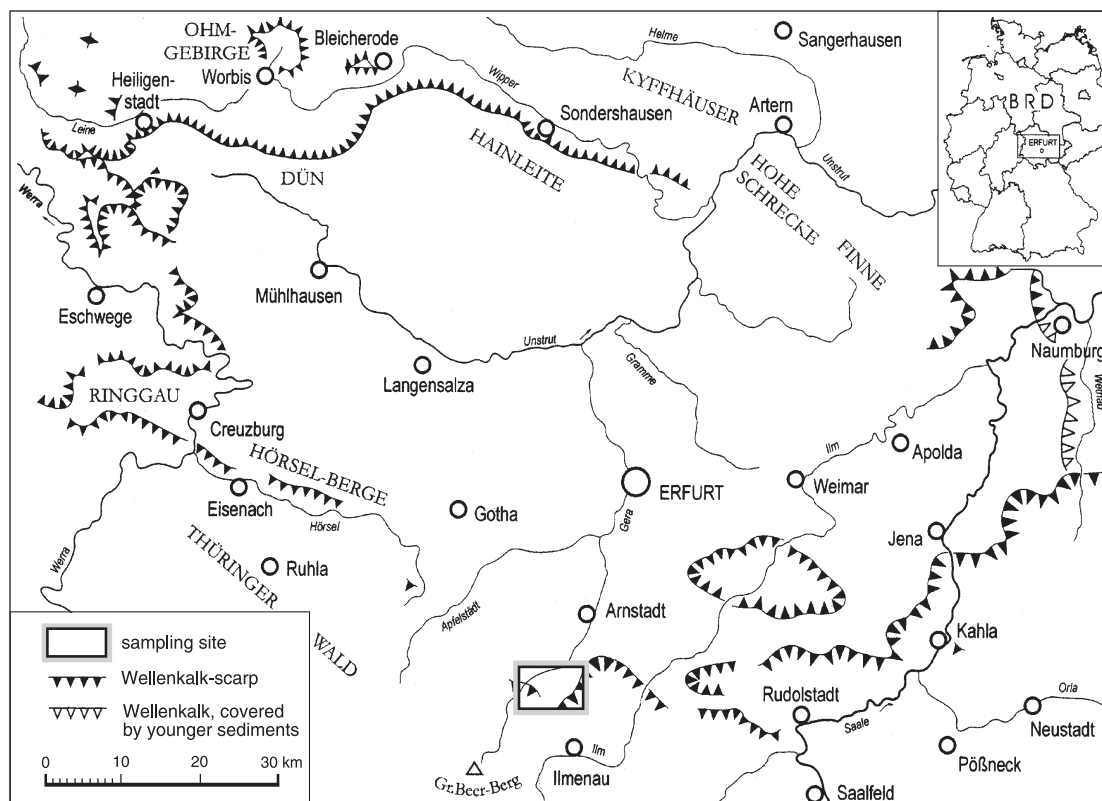 OHM-
GEBIRGE
Bleicherode
Worbis
Heiligen-
stadt
Leine
Wipper
Helme
Sangerhausen
KYFFHÄUSER
Artern
Sondershausen
HAINLEITE
DÜN
HOHE
SCHRECKE
FINNE
Unstrut
BRD
ERFURT
Werra
Mühlhausen
Eschwege
Unstrut
Langensalza
Gramme
Naumburg
RINGGAU
Creuzburg
HÖRSEL-BERGE
Eisenach
Hörsel
Gotha
ERFURT
Gera
Ilm
Weimar
Apolda
Jena
Werra
THÜRINGER
WALD
Ruhla
Apfelstädt
Arnstadt
Kahla
Rudolstadt
Saale
Orla
Neustadt
Pößneck
Saalfeld
Ilm
Ilmenau
Gr.Beer-Berg
sampling site
Wellenkalk-scarp
Wellenkalk, covered
by younger sediments
0 10 20 30 km